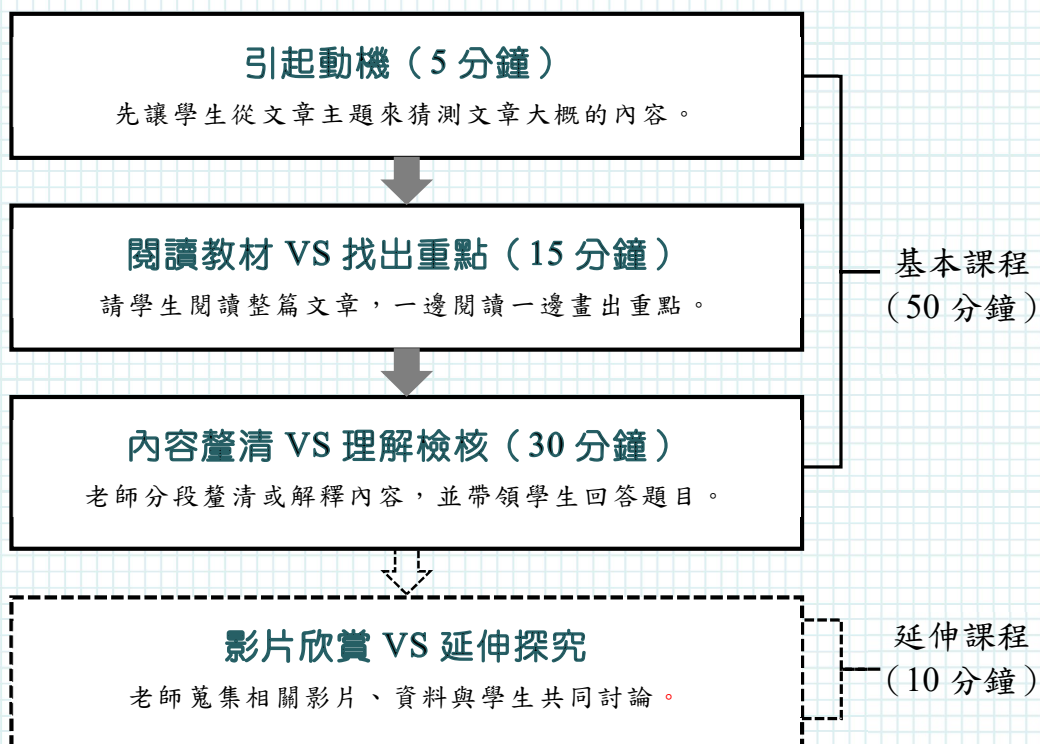 引起動機（5 分鐘）
先讓學生從文章主題來猜測文章大概的內容。
閱讀教材 VS 找出重點（15 分鐘）
請學生閱讀整篇文章，一邊閱讀一邊畫出重點。
內容釐清 VS 理解檢核（30 分鐘）
老師分段釐清或解釋內容，並帶領學生回答題目。
基本課程
（50 分鐘）
影片欣賞 VS 延伸探究
老師蒐集相關影片、資料與學生共同討論。
延伸課程
（10 分鐘）